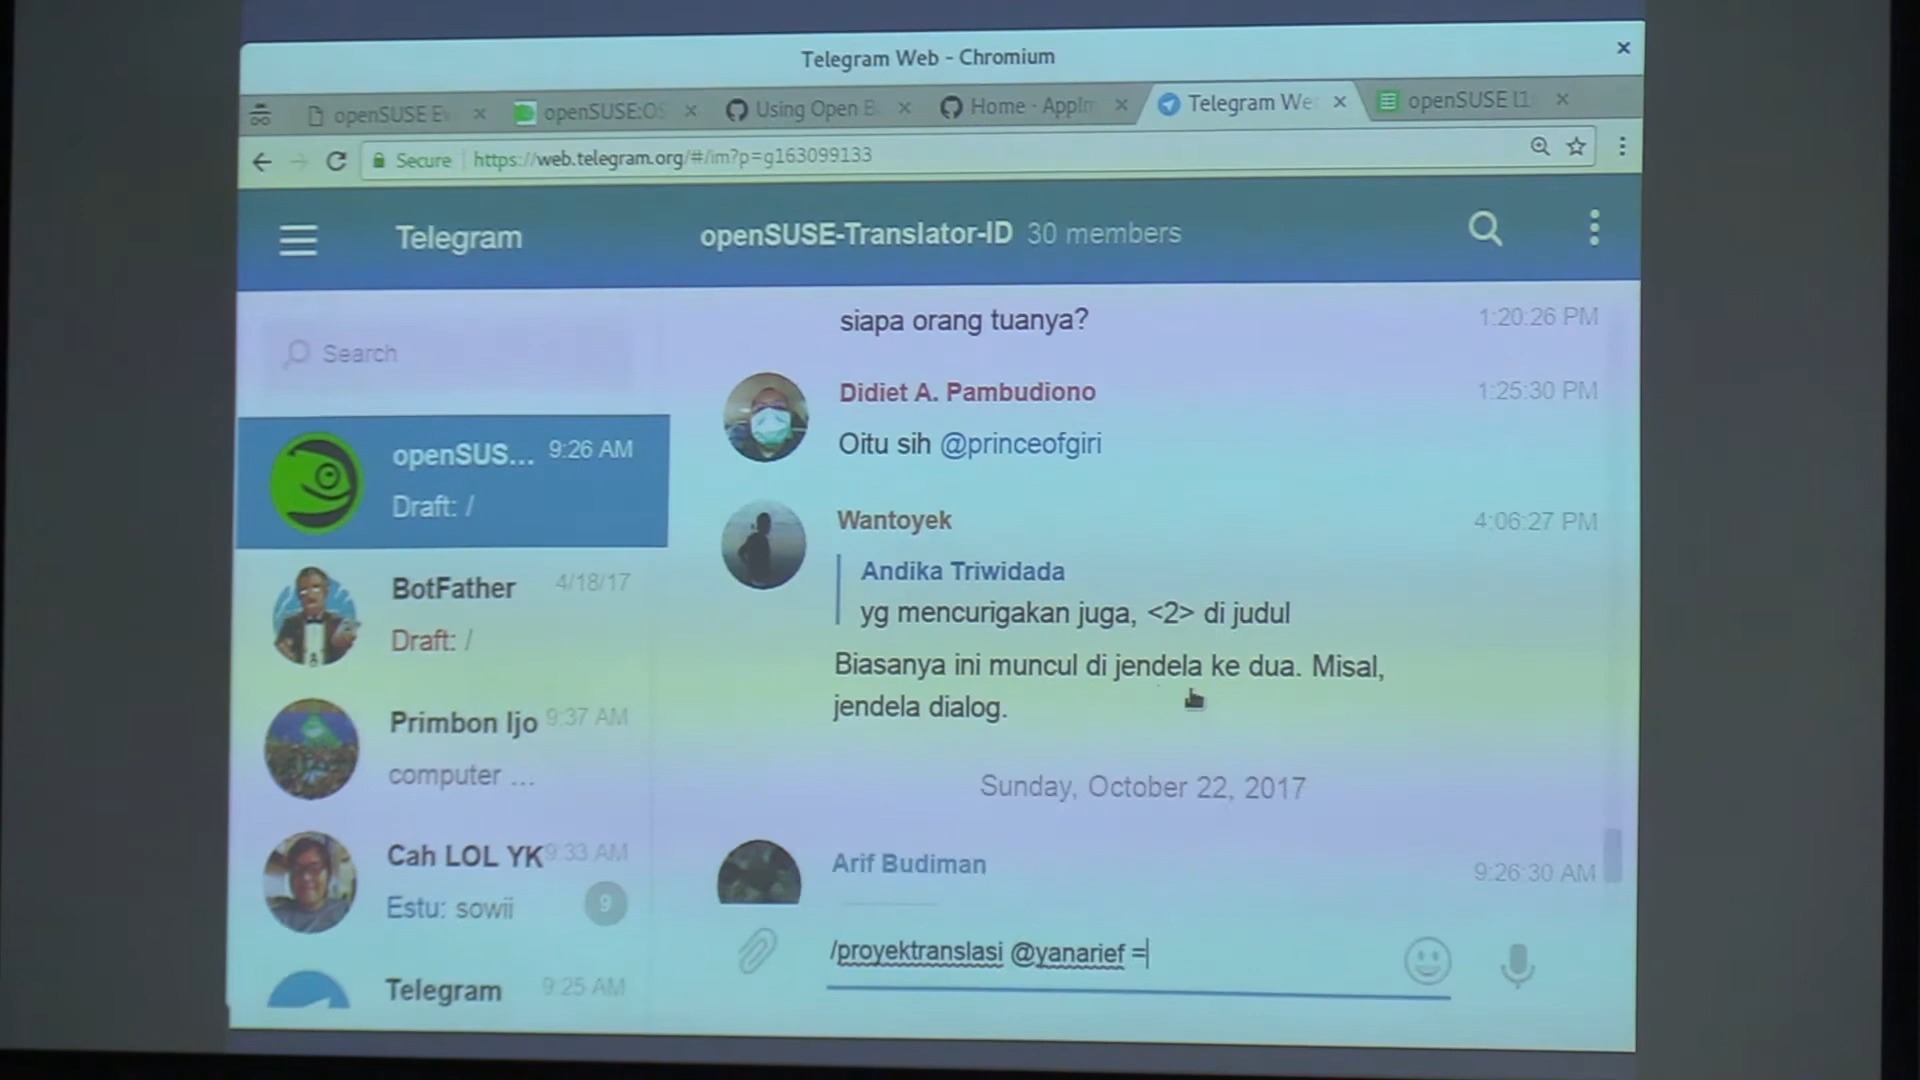 Telegram Web - Chromium
openSUSE Ev
openSUSE:OS
Using Open B
Home · AppIm
Telegram We
openSUSE l1
Secure
https://web.telegram.org/#/im?p=g163099133
Telegram
openSUSE-Translator-ID 30 members
Search
openSUS... 9:26 AM
Draft: /
BotFather 4/18/17
Draft: /
Primbon Ijo 9:37 AM
computer ...
Cah LOL YK 9:33 AM
Estu: sowii 9
Telegram 9:25 AM
siapa orang tuanya? 1:20:26 PM
Didiet A. Pambudiono 1:25:30 PM
Oitu sih @princeofgiri
Wantoyek 4:06:27 PM
Andika Triwidada
yg mencurigakan juga, <2> di judul
Biasanya ini muncul di jendela ke dua. Misal,
jendela dialog.
Sunday, October 22, 2017
Arif Budiman 9:26:30 AM
/proyektranslasi @yanarief =